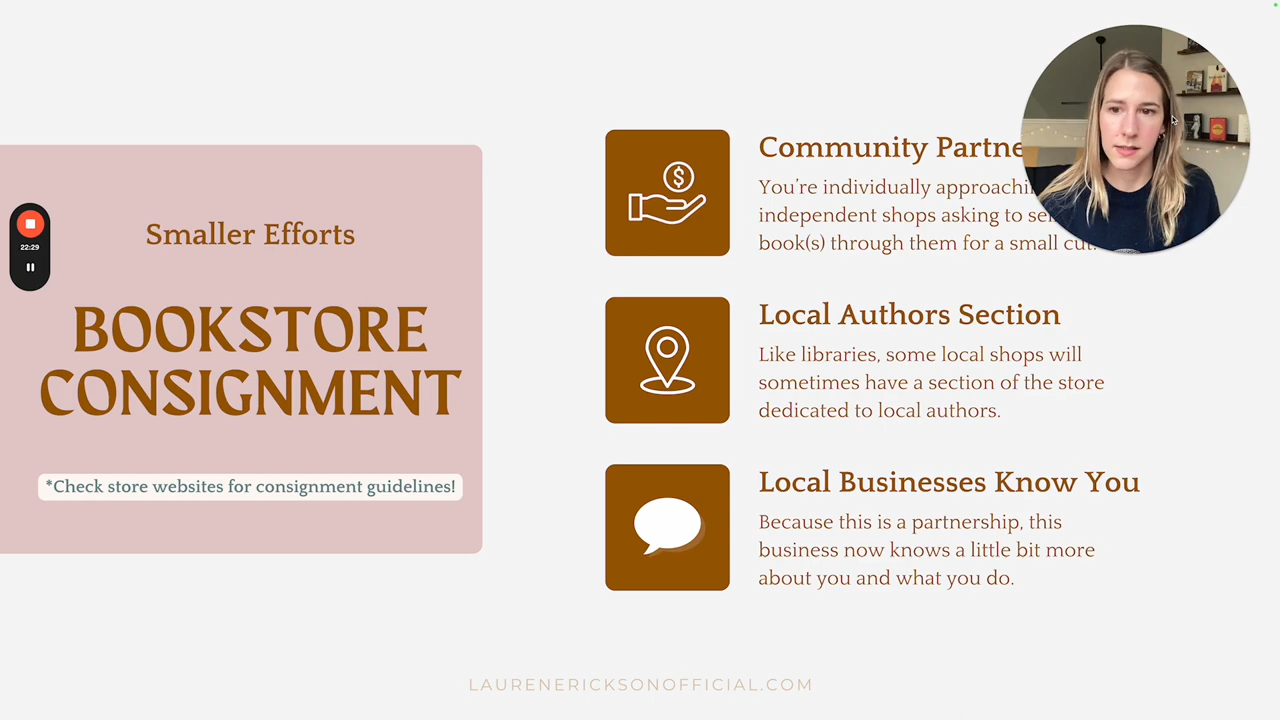 Smaller Efforts
BOOKSTORE
CONSIGNMENT
*Check store websites for consignment guidelines!
22:29
Community
You're individually
independent shops asking to
book(s) through them for a small cut.
Local Authors Section
Like libraries, some local shops will
sometimes have a section of the store
dedicated to local authors.
Local Businesses Know You
Because this is a partnership, this
business now knows a little bit more
about you and what you do.
LAURENERICKSONOFFICIAL.COM